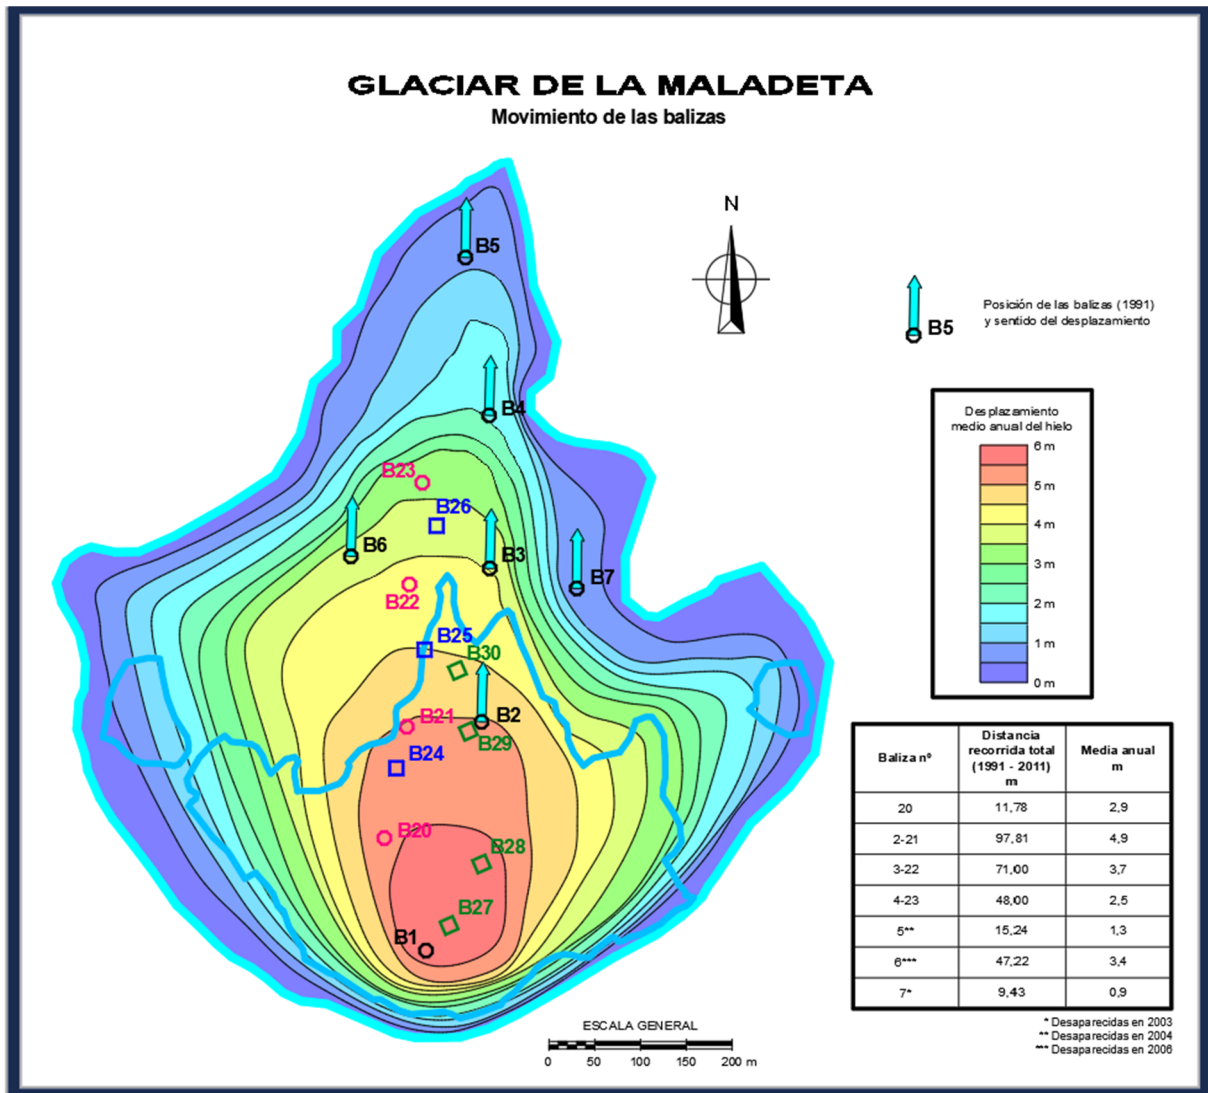 GLACIAR DE LA MALADETA
Movimiento de las balizas
N
B5
B5
Posición de las balizas (1991)
y sentido del desplazamiento
B4
B23
B26
B6
B3
B7
B22
B25
B30
B2
B21
B29
B24
B20
B28
B27
B1
Desplazamiento
medio anual del hielo
6 m
5 m
4 m
3 m
2 m
1 m
0 m
Baliza nº
Distancia
recorrida total
(1991 - 2011)
m
Media anual
m
20 11,78 2,9
2-21 97,81 4,9
3-22 71,00 3,7
4-23 48,00 2,5
5** 15,24 1,3
6*** 47,22 3,4
7* 9,43 0,9
* Desaparecidas en 2003
** Desaparecidas en 2004
*** Desaparecidas en 2006
ESCALA GENERAL
0 50 100 150 200 m